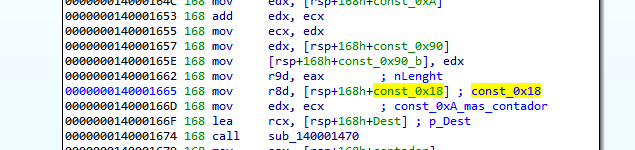 000000014000164C 168 mov     edx, [rsp+168h+const_0xA]
0000000140001653 168 add     edx, ecx
0000000140001655 168 mov     ecx, edx
0000000140001657 168 mov     edx, [rsp+168h+const_0x90]
000000014000165E 168 mov     [rsp+168h+const_0x90_b], edx
0000000140001662 168 mov     r9d, eax        ; nLenght
0000000140001665 168 mov     r8d, [rsp+168h+const_0x18] ; const_0x18
000000014000166D 168 mov     edx, ecx        ; const_0xA_mas_contador
000000014000166F 168 lea     rcx, [rsp+168h+Dest] ; p_Dest
0000000140001674 168 call    sub_140001470